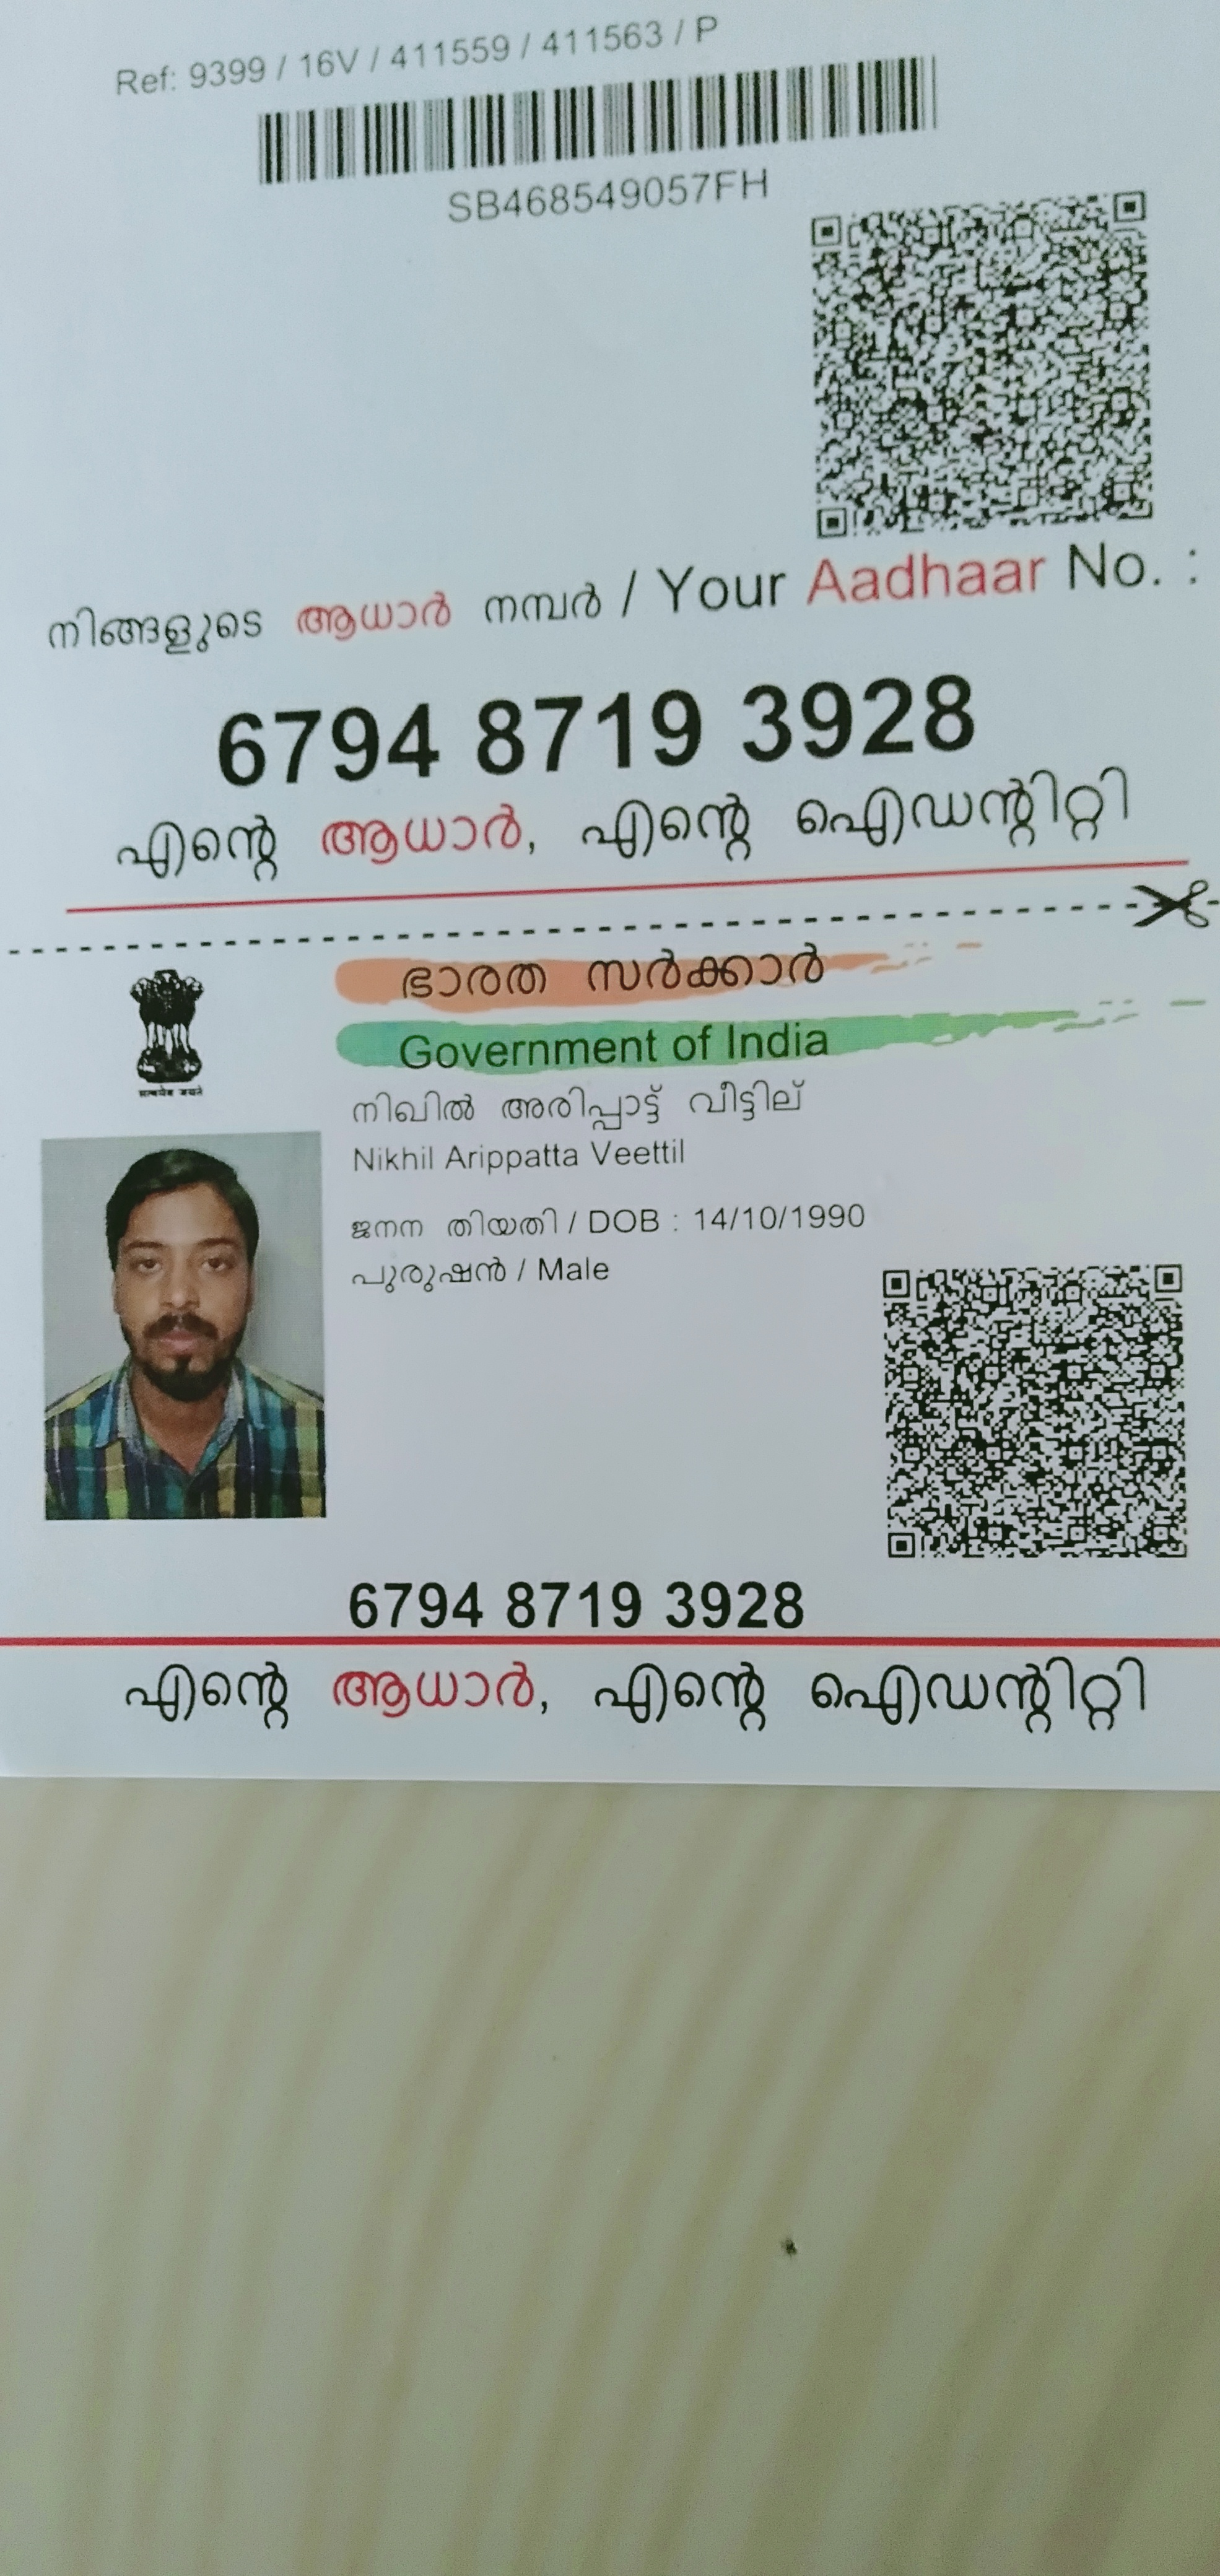 Ref: 9399 / 16V / 411559 / 411563 / P
SB468549057FH
നിങ്ങളുടെ ആധാർ നമ്പർ / Your Aadhaar No. :
6794 8719 3928
എന്റെ ആധാർ, എന്റെ ഐഡന്റിറ്റി
ഭാരത സർക്കാർ
Government of India
सत्यमेव जयते
നിഖിൽ അരിപ്പാട്ട് വീട്ടില്
Nikhil Arippatta Veettil
ജനന തിയതി / DOB : 14/10/1990
പുരുഷൻ / Male
6794 8719 3928
എന്റെ ആധാർ, എന്റെ ഐഡന്റിറ്റി